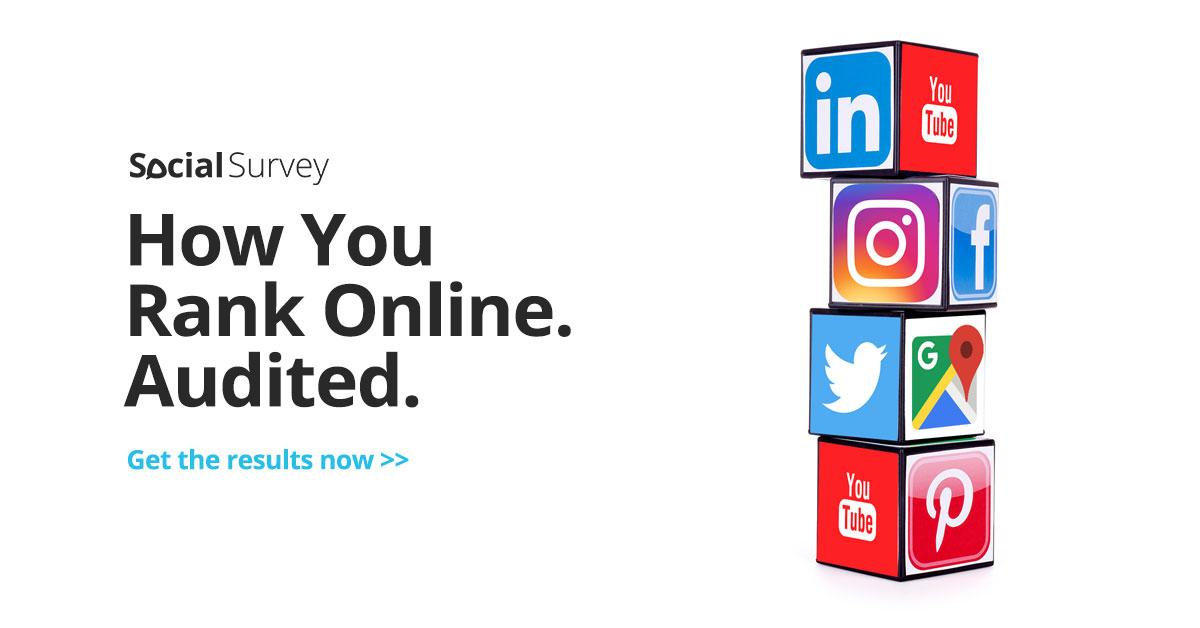 Social Survey
How You
Rank Online.
Audited.
Get the results now >>
in
You
Tube
f
G
You
Tube
P